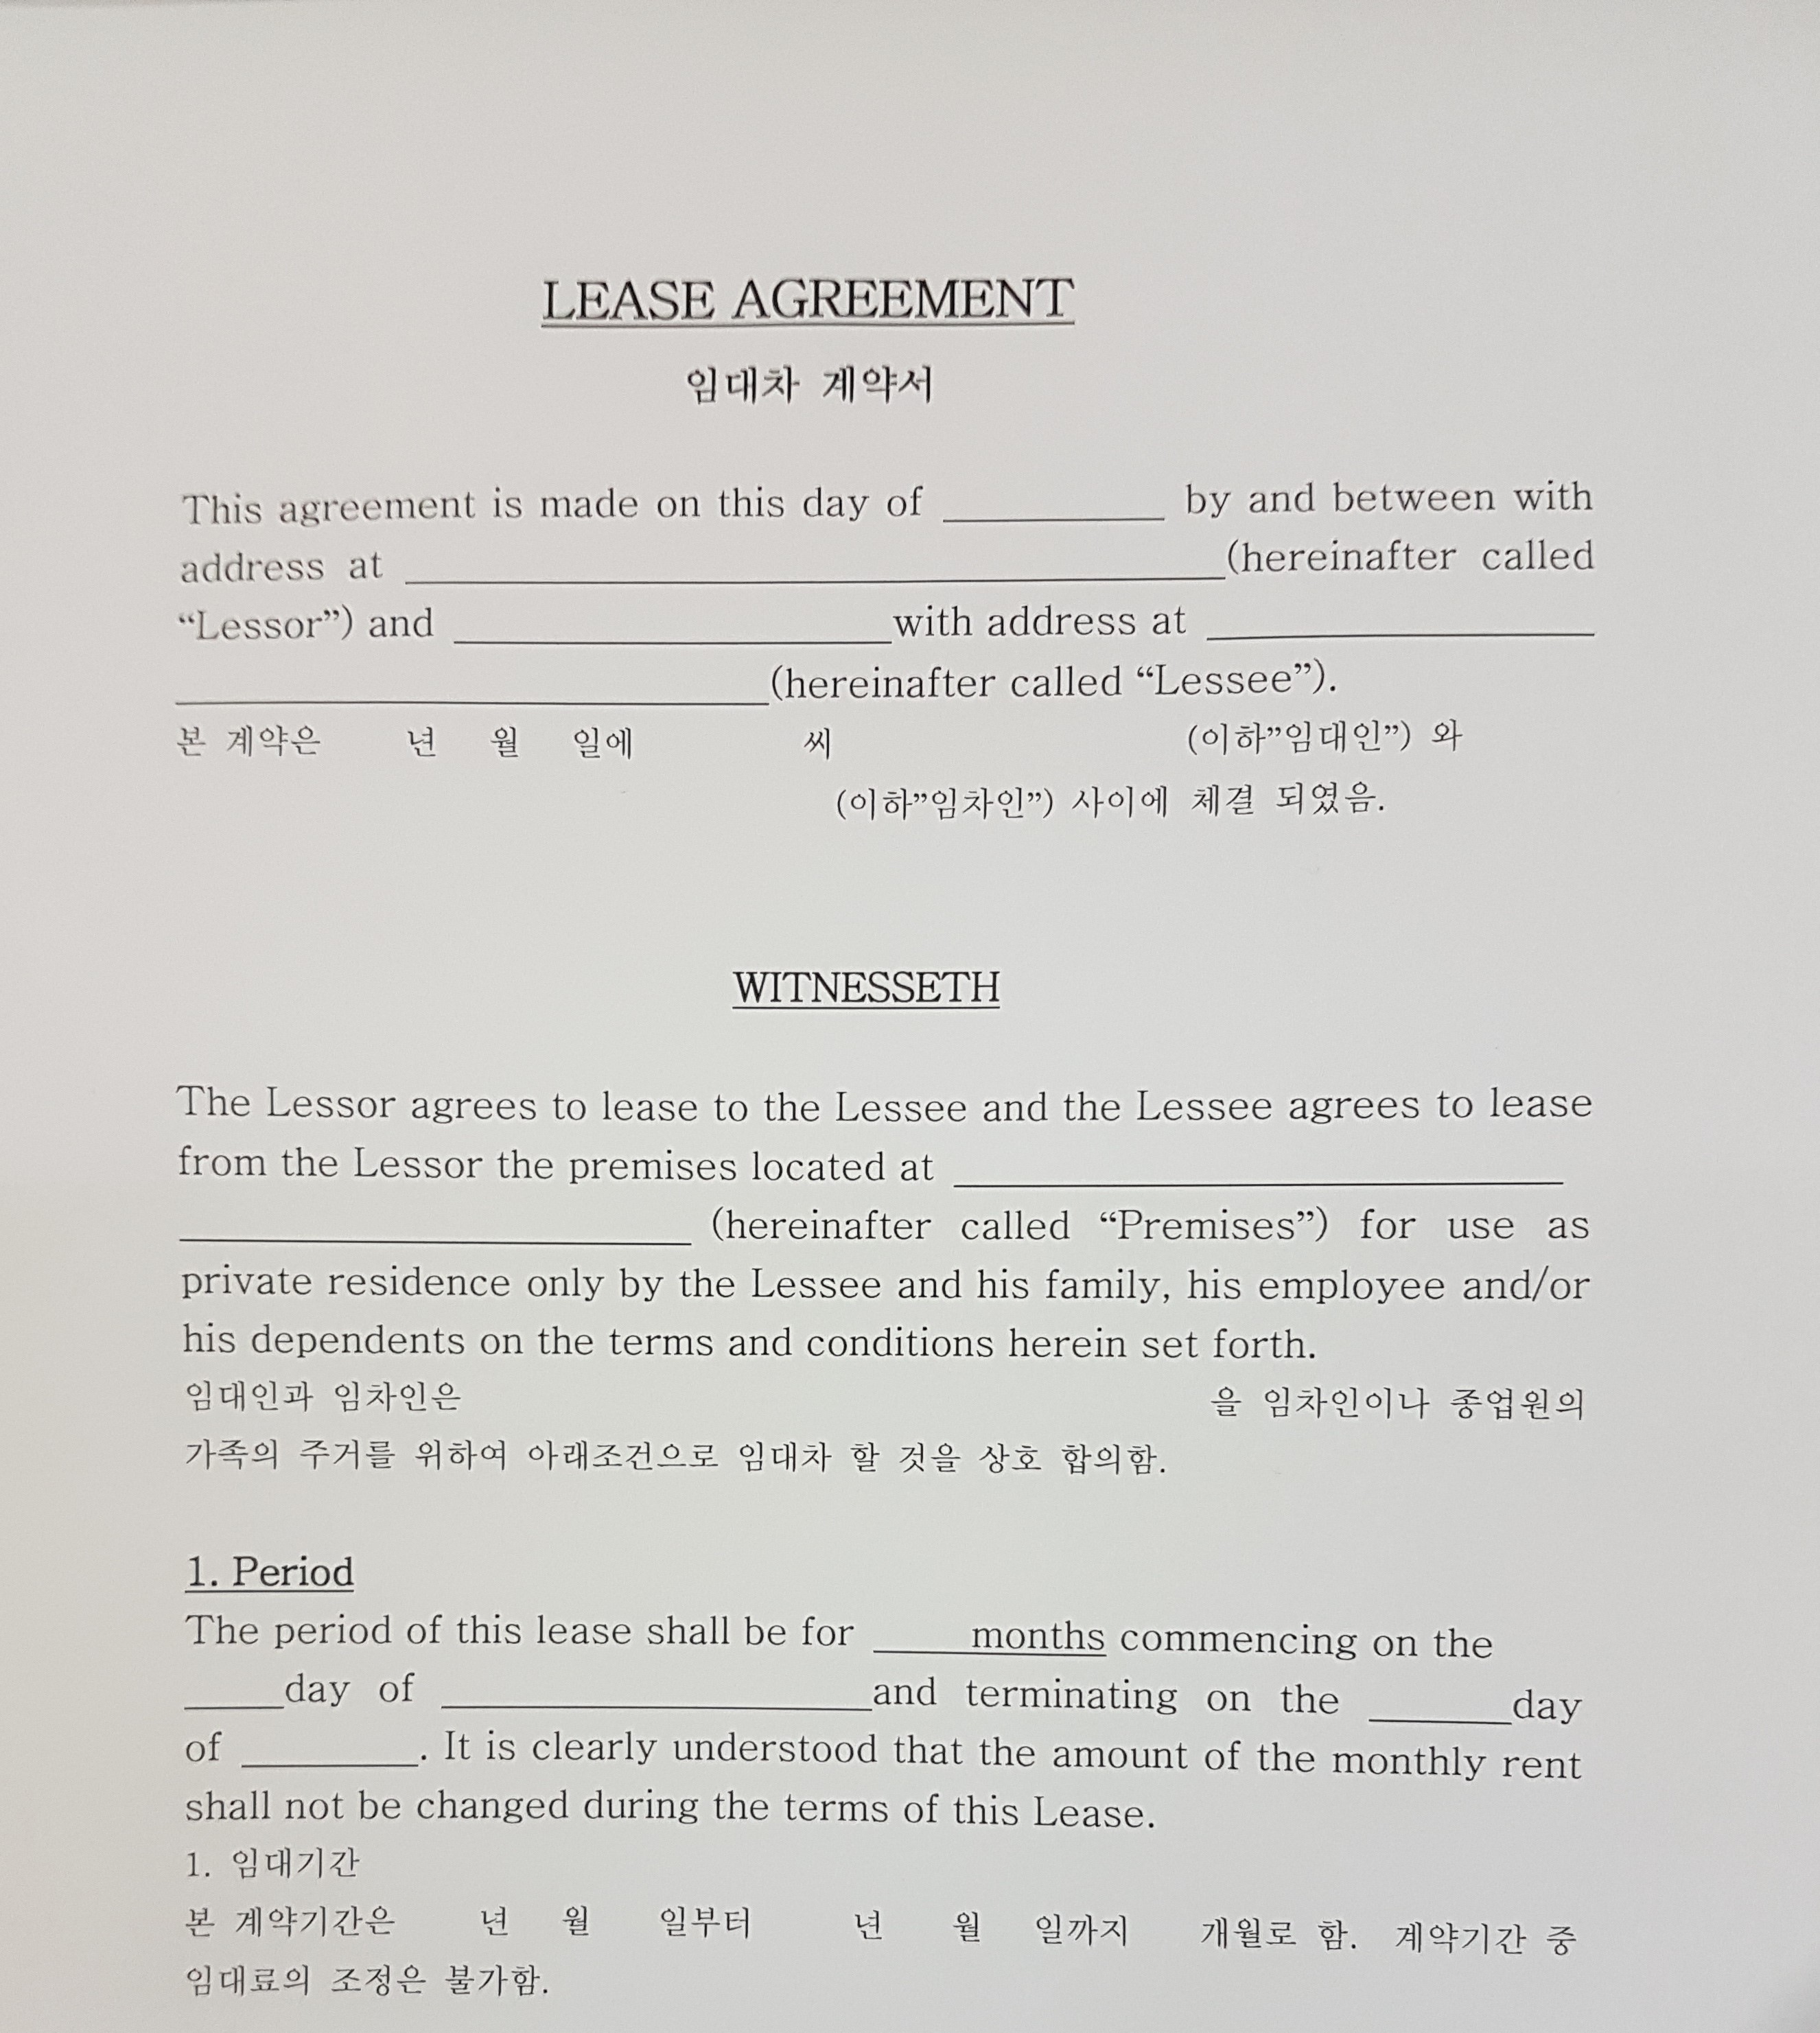 LEASE AGREEMENT
임대차 계약서
This agreement is made on this day of __________ by and between with
address at ______________________________________(hereinafter called
“Lessor”) and ____________________with address at __________________
___________________________(hereinafter called “Lessee”).
본 계약은 년 월 일에 씨 (이하”임대인”) 와
(이하”임차인”) 사이에 체결 되였음.
WITNESSETH
The Lessor agrees to lease to the Lessee and the Lessee agrees to lease
from the Lessor the premises located at ____________________________
________________________ (hereinafter called “Premises”) for use as
private residence only by the Lessee and his family, his employee and/or
his dependents on the terms and conditions herein set forth.
임대인과 임차인은 을 임차인이나 종업원의
가족의 주거를 위하여 아래조건으로 임대차 할 것을 상호 합의함.
1. Period
The period of this lease shall be for ____months commencing on the
____day of ____________________and terminating on the ______day
of ________. It is clearly understood that the amount of the monthly rent
shall not be changed during the terms of this Lease.
1. 임대기간
본 계약기간은 년 월 일부터 년 월 일까지 개월로 함. 계약기간 중
임대료의 조정은 불가함.